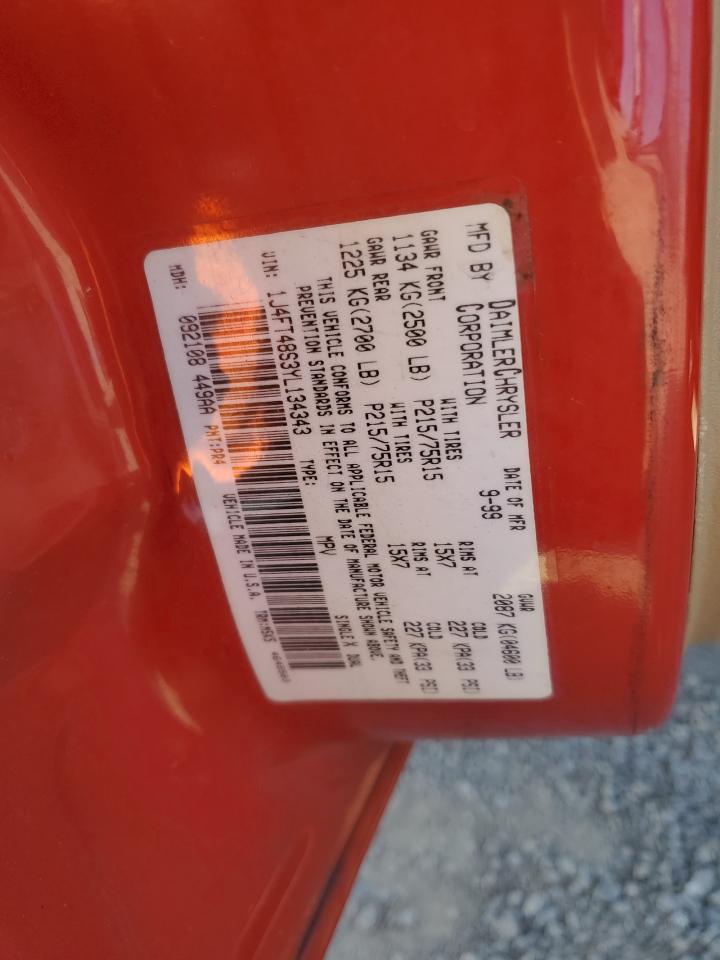 MFD BY DAIMLERCHRYSLER CORPORATION DATE OF MFR 9-99 GVWR 2087 KG(04600 LB)
GAWR FRONT WITH TIRES RIMS AT COLD
1134 KG(2500 LB) P215/75R15 15X7 227 KPA(33 PSI)
GAWR REAR WITH TIRES RIMS AT COLD
1225 KG(2700 LB) P215/75R15 15X7 227 KPA(33 PSI)
THIS VEHICLE CONFORMS TO ALL APPLICABLE FEDERAL MOTOR VEHICLE SAFETY AND THEFT
PREVENTION STANDARDS IN EFFECT ON THE DATE OF MANUFACTURE SHOWN ABOVE.
VIN: 1J4FT48S3YL134343 TYPE: MPV SINGLE X DUAL
MDH: 092108 449AA PNT:PR4 VEHICLE MADE IN U.S.A.